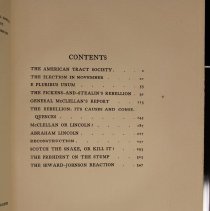 CONTENTS
THE AMERICAN TRACT SOCIETY
THE ELECTION IN NOVEMBER
E PLURIBUS UNUM
THE PICKENS-AND-STEALIN'S REBELLION
GENERAL McCLELLAN'S REPORT
THE REBELLION: ITS CAUSES AND CONSE-
QUENCES
McCLELLAN OR LINCOLN?
ABRAHAM LINCOLN
RECONSTRUCTION
SCOTCH THE SNAKE, OR KILL IT?
THE PRESIDENT ON THE STUMP
THE SEWARD-JOHNSON REACTION